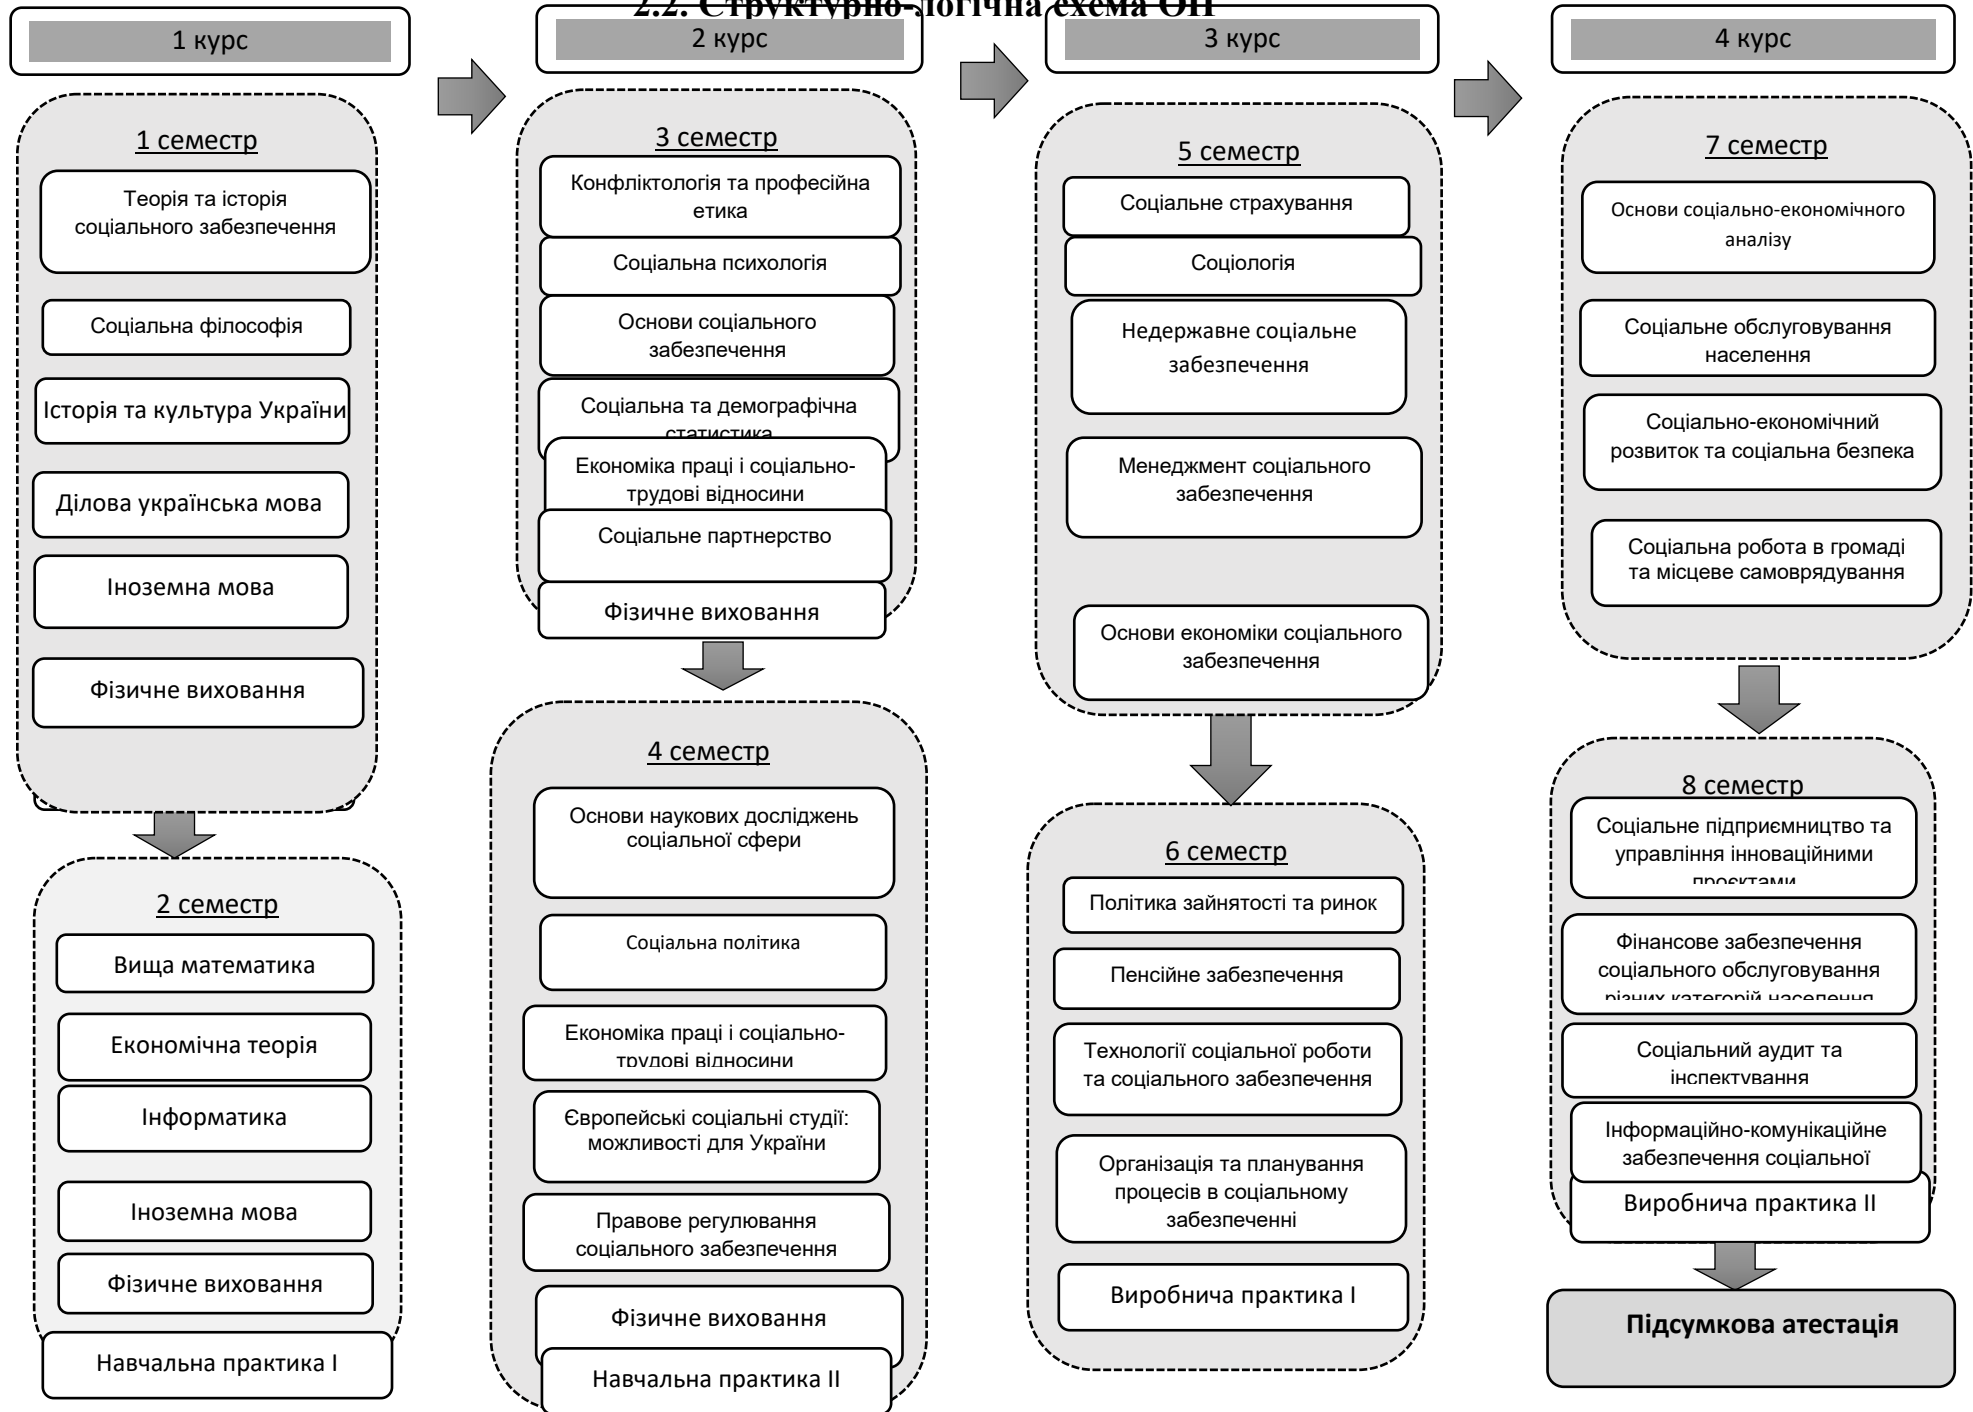 2.2. Структурно-логічна схема ОП
1 курс
2 курс
3 курс
4 курс
1 семестр
Теорія та історія
соціального забезпечення
Соціальна філософія
Історія та культура України
Ділова українська мова
Іноземна мова
Фізичне виховання
2 семестр
Вища математика
Економічна теорія
Інформатика
Іноземна мова
Фізичне виховання
Навчальна практика І
3 семестр
Конфліктологія та професійна
етика
Соціальна психологія
Основи соціального
забезпечення
Соціальна та демографічна
статистика
Економіка праці і соціально-
трудові відносини
Соціальне партнерство
Фізичне виховання
4 семестр
Основи наукових досліджень
соціальної сфери
Соціальна політика
Економіка праці і соціально-
трудові відносини
Європейські соціальні студії:
можливості для України
Правове регулювання
соціального забезпечення
Фізичне виховання
Навчальна практика ІІ
5 семестр
Соціальне страхування
Соціологія
Недержавне соціальне
забезпечення
Менеджмент соціального
забезпечення
Основи економіки соціального
забезпечення
6 семестр
Політика зайнятості та ринок
Пенсійне забезпечення
Технології соціальної роботи
та соціального забезпечення
Організація та планування
процесів в соціальному
забезпеченні
Виробнича практика І
7 семестр
Основи соціально-економічного
аналізу
Соціальне обслуговування
населення
Соціально-економічний
розвиток та соціальна безпека
Соціальна робота в громаді
та місцеве самоврядування
8 семестр
Соціальне підприємництво та
управління інноваційними
проєктами
Фінансове забезпечення
соціального обслуговування
різних категорій населення
Соціальний аудит та
інспектування
Інформаційно-комунікаційне
забезпечення соціальної
Виробнича практика ІІ
Підсумкова атестація